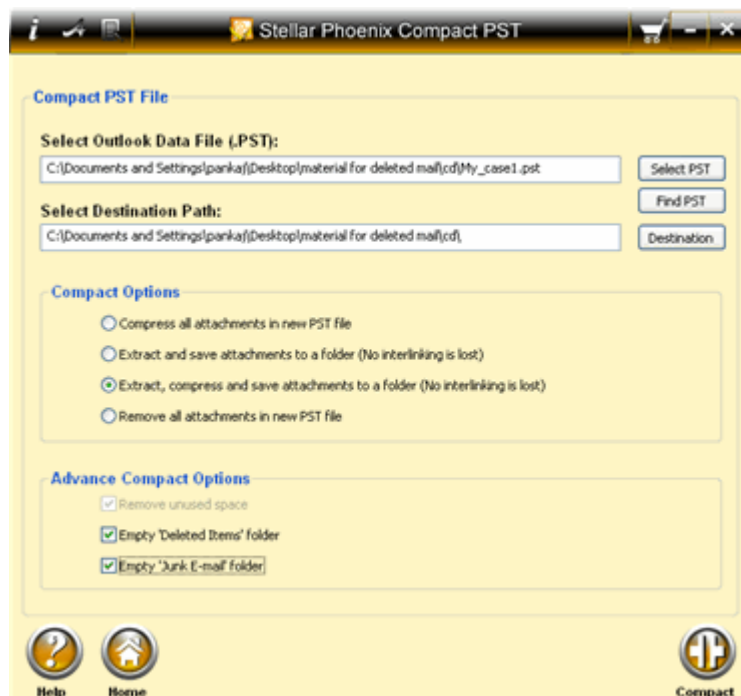 i
Stellar Phoenix Compact PST
Compact PST File
Select Outlook Data File (.PST):
C:\Documents and Settings\pankaj\Desktop\material for deleted mail\cd\My_case1.pst
Select PST
Find PST
Select Destination Path:
C:\Documents and Settings\pankaj\Desktop\material for deleted mail\cd\,
Destination
Compact Options
Compress all attachments in new PST file
Extract and save attachments to a folder (No interlinking is lost)
Extract, compress and save attachments to a folder (No interlinking is lost)
Remove all attachments in new PST file
Advance Compact Options
Remove unused space
Empty 'Deleted Items' folder
Empty 'Junk E-mail' folder
Help Home Compact